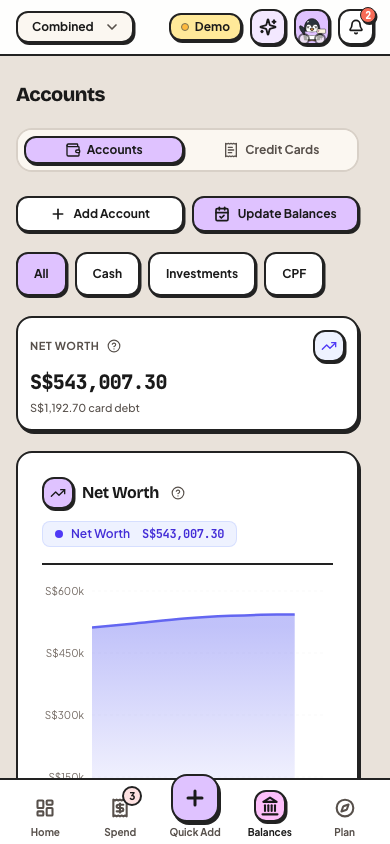 Combined
Demo
2
Accounts
Accounts
Credit Cards
Add Account
Update Balances
All
Cash
Investments
CPF
NET WORTH
S$543,007.30
S$1,192.70 card debt
Net Worth
Net Worth S$543,007.30
S$600k
S$450k
S$300k
S$150k
3
Home
Spend
Quick Add
Balances
Plan